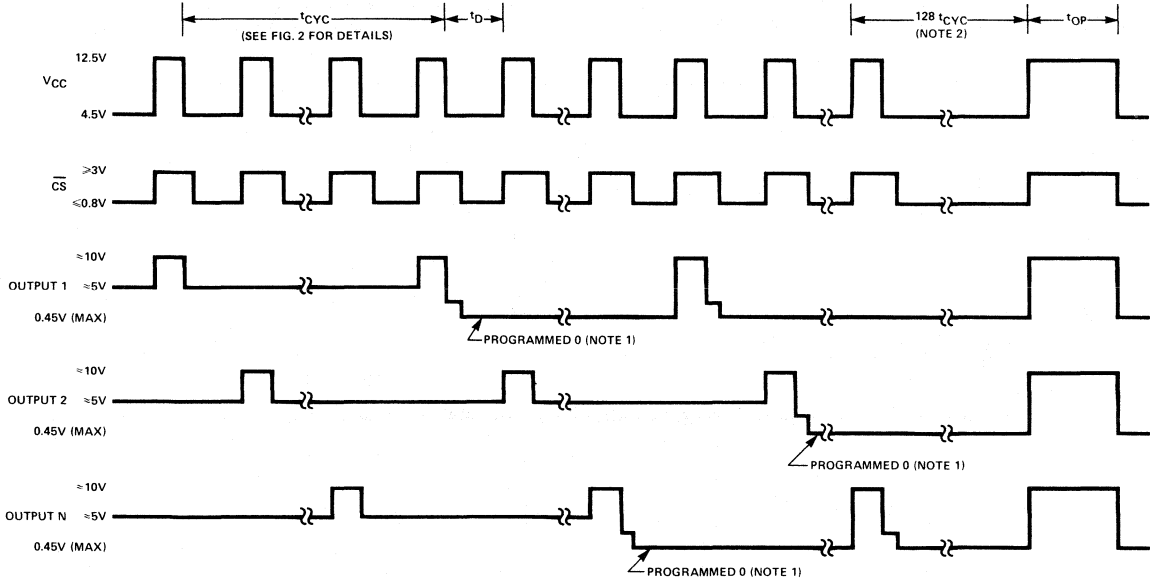 tCYC
tD
128 tCYC
tOP
(SEE FIG. 2 FOR DETAILS)
(NOTE 2)
12.5V
VCC
4.5V
≥3V
CS
≤0.8V
≈10V
OUTPUT 1 ≈5V
0.45V (MAX)
PROGRAMMED 0 (NOTE 1)
≈10V
OUTPUT 2 ≈5V
0.45V (MAX)
PROGRAMMED 0 (NOTE 1)
≈10V
OUTPUT N ≈5V
0.45V (MAX)
PROGRAMMED 0 (NOTE 1)